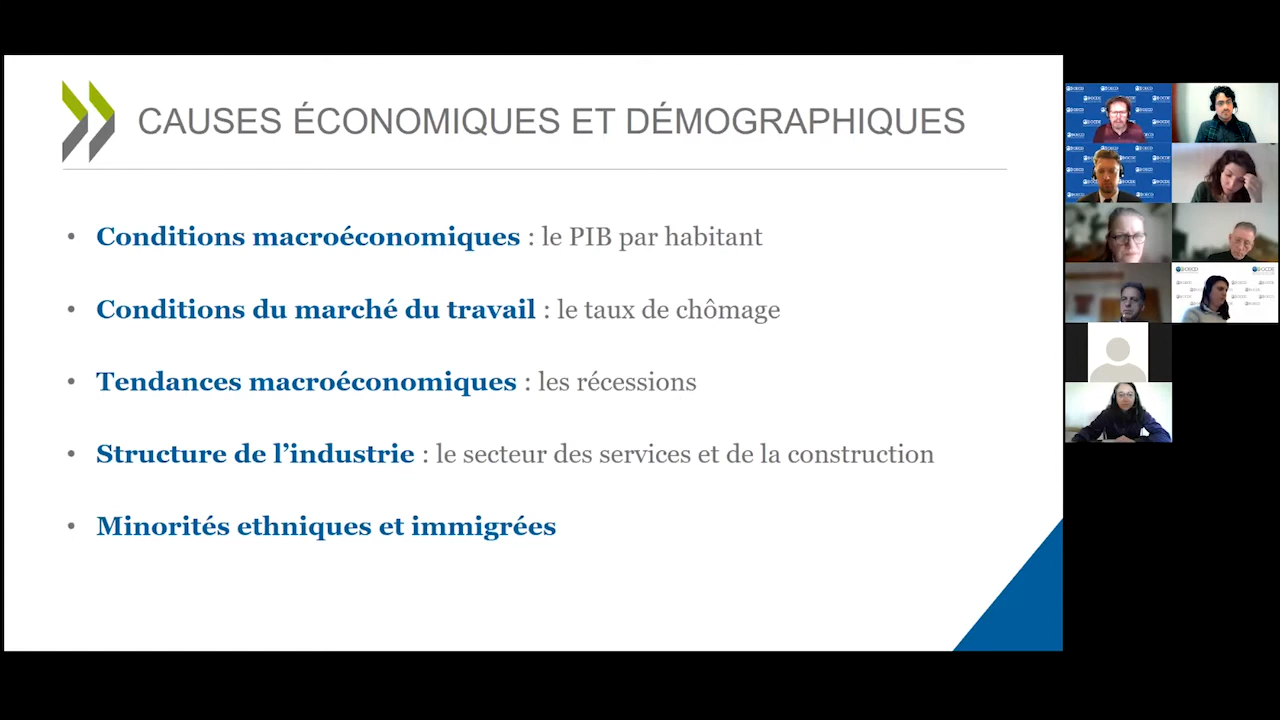 CAUSES ÉCONOMIQUES ET DÉMOGRAPHIQUES
• Conditions macroéconomiques : le PIB par habitant
• Conditions du marché du travail : le taux de chômage
• Tendances macroéconomiques : les récessions
• Structure de l’industrie : le secteur des services et de la construction
• Minorités ethniques et immigrées